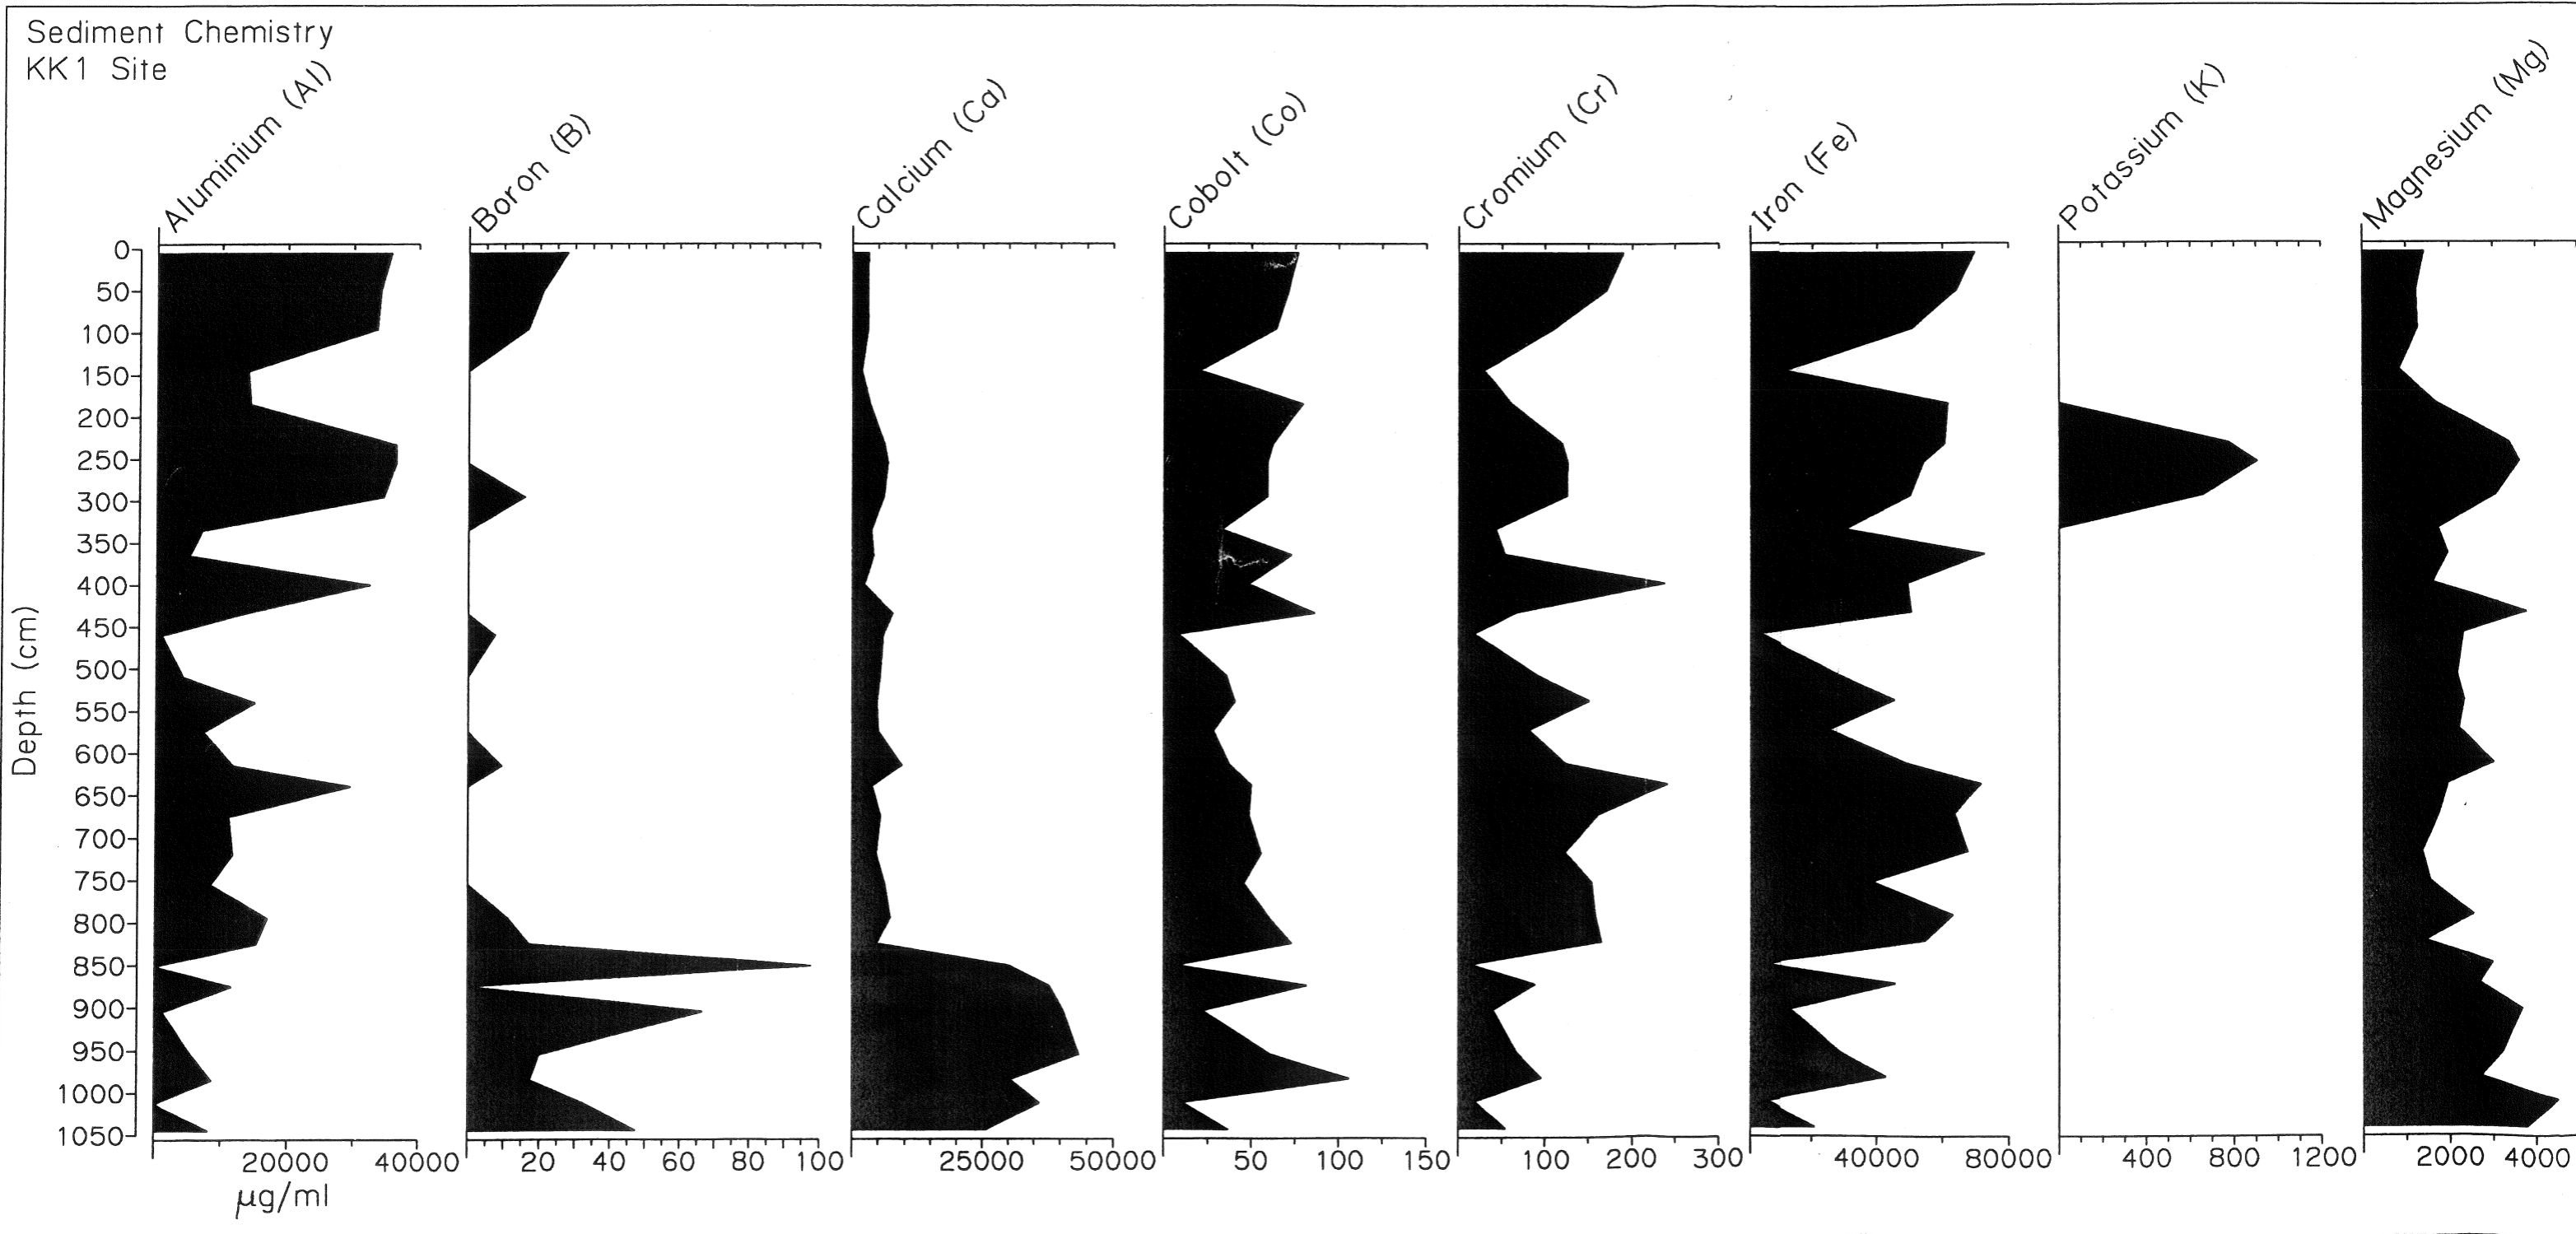 Sediment Chemistry
KK1 Site
Aluminium (Al)
Boron (B)
Calcium (Ca)
Cobolt (Co)
Cromium (Cr)
Iron (Fe)
Potassium (K)
Magnesium (Mg)
Depth (cm)
0
50
100
150
200
250
300
350
400
450
500
550
600
650
700
750
800
850
900
950
1000
1050
20000 40000 20 40 60 80 100 25000 50000 50 100 150 100 200 300 40000 80000 400 800 1200 2000 4000
µg/ml